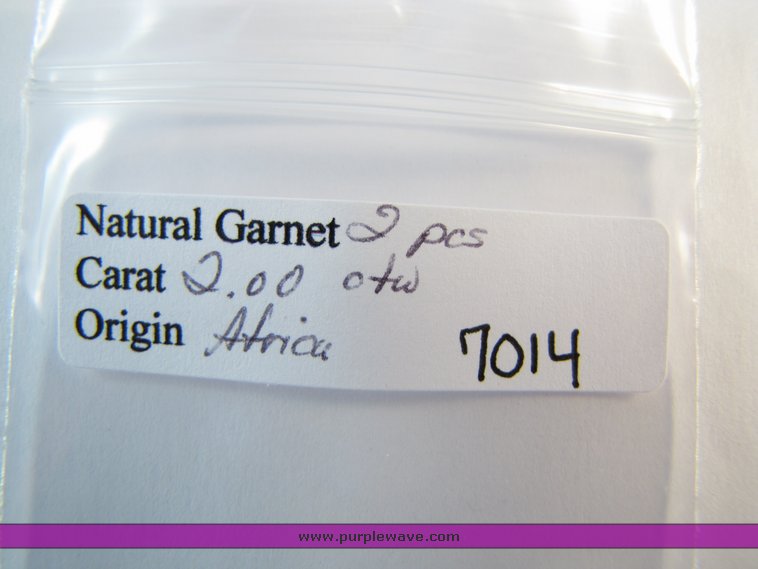 Natural Garnet 2 pcs
Carat 2.00 ctw
Origin Africa
7014
www.purplewave.com